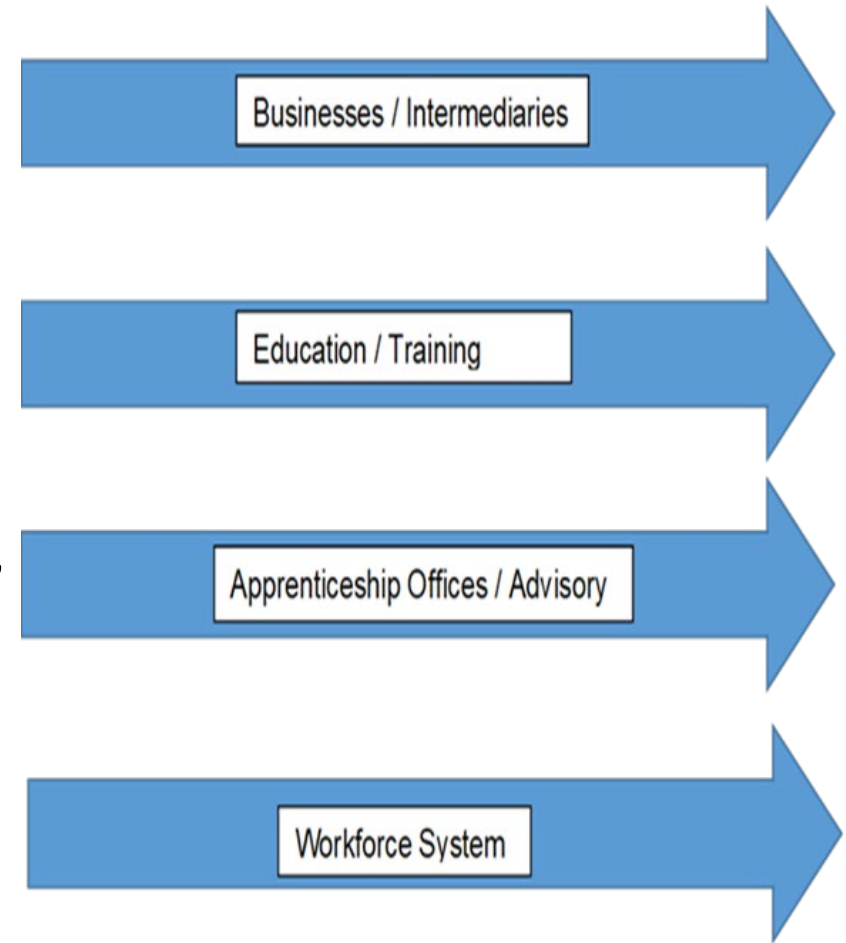 Businesses / Intermediaries
Education / Training
Apprenticeship Offices / Advisory
Workforce System